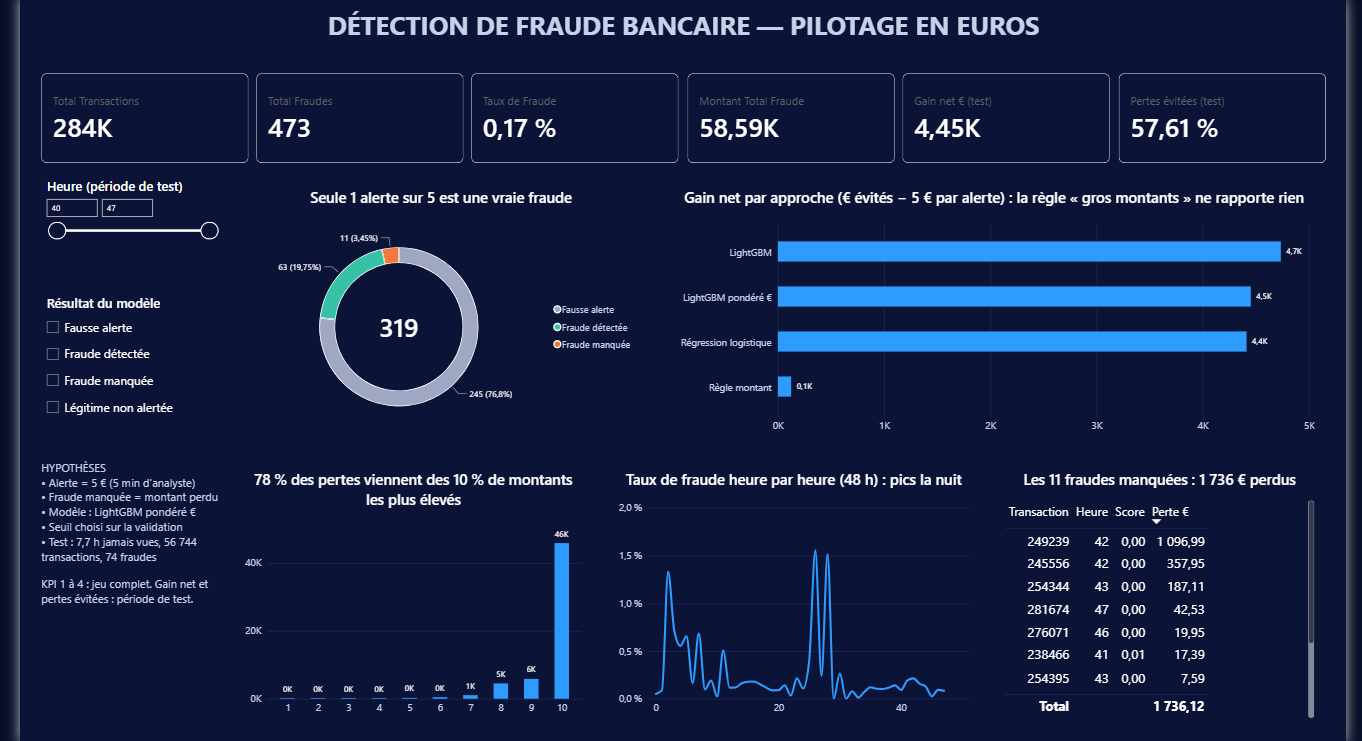 DÉTECTION DE FRAUDE BANCAIRE — PILOTAGE EN EUROS
Total Transactions
284K
Total Fraudes
473
Taux de Fraude
0,17 %
Montant Total Fraude
58,59K
Gain net € (test)
4,45K
Pertes évitées (test)
57,61 %
Heure (période de test)
40
47
Résultat du modèle
Fausse alerte
Fraude détectée
Fraude manquée
Légitime non alertée
Seule 1 alerte sur 5 est une vraie fraude
11 (3,45%)
63 (19,75%)
319
245 (76,8%)
Fausse alerte
Fraude détectée
Fraude manquée
Gain net par approche (€ évités − 5 € par alerte) : la règle « gros montants » ne rapporte rien
LightGBM
4,7K
LightGBM pondéré €
4,5K
Régression logistique
4,4K
Règle montant
0,1K
0K 1K 2K 3K 4K 5K
HYPOTHÈSES
• Alerte = 5 € (5 min d'analyste)
• Fraude manquée = montant perdu
• Modèle : LightGBM pondéré €
• Seuil choisi sur la validation
• Test : 7,7 h jamais vues, 56 744
transactions, 74 fraudes
KPI 1 à 4 : jeu complet. Gain net et
pertes évitées : période de test.
78 % des pertes viennent des 10 % de montants
les plus élevés
40K
20K
0K
0K 0K 0K 0K 0K 0K 1K 5K 6K 46K
1 2 3 4 5 6 7 8 9 10
Taux de fraude heure par heure (48 h) : pics la nuit
2,0 %
1,5 %
1,0 %
0,5 %
0,0 %
0 20 40
Les 11 fraudes manquées : 1 736 € perdus
Transaction Heure Score Perte €
249239 42 0,00 1 096,99
245556 42 0,00 357,95
254344 43 0,00 187,11
281674 47 0,00 42,53
276071 46 0,00 19,95
238466 41 0,01 17,39
254395 43 0,00 7,59
Total 1 736,12